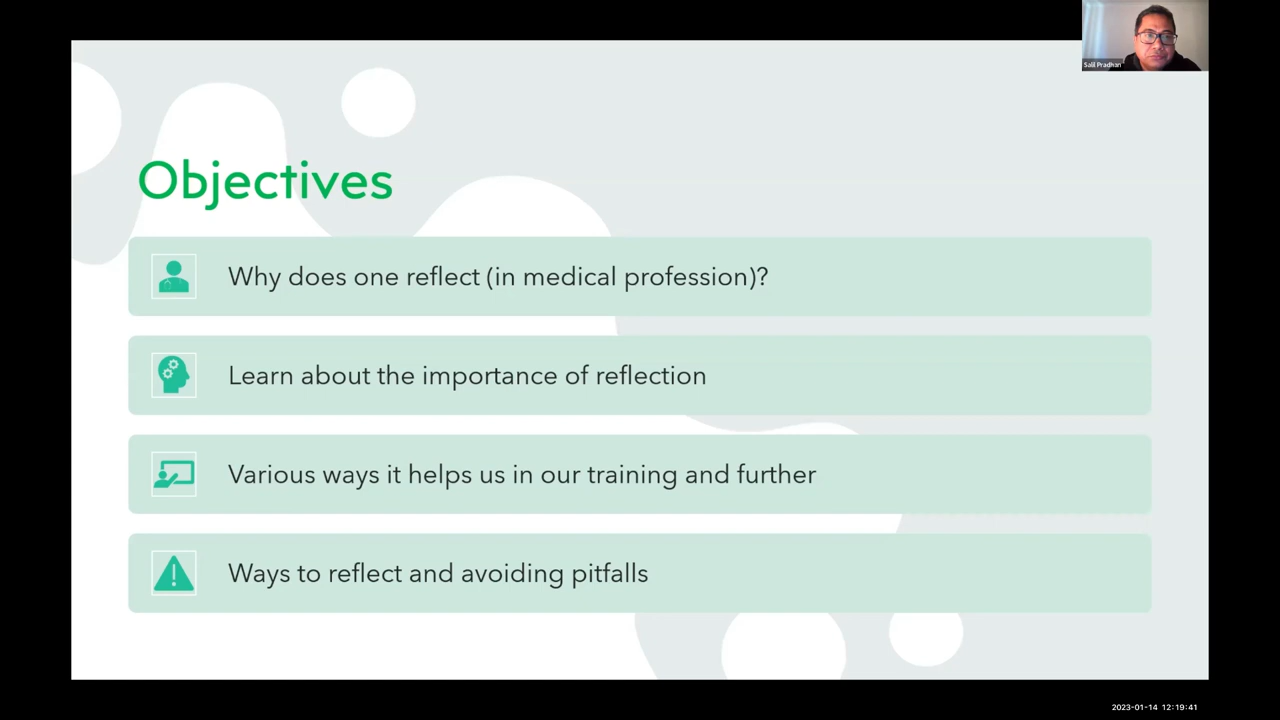 Salil Pradhan
Objectives
Why does one reflect (in medical profession)?
Learn about the importance of reflection
Various ways it helps us in our training and further
Ways to reflect and avoiding pitfalls
2023-01-14 12:19:41